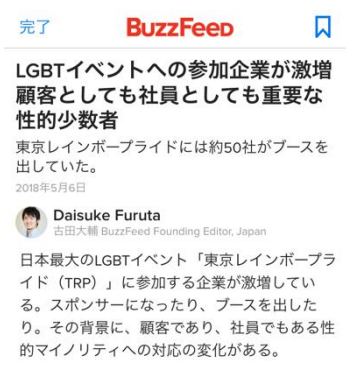 完了
BuzzFeeD
LGBTイベントへの参加企業が激増
顧客としても社員としても重要な
性的少数者
東京レインボープライドには約50社がブースを
出していた。
2018年5月6日
Daisuke Furuta
古田大輔 BuzzFeed Founding Editor, Japan
日本最大のLGBTイベント「東京レインボープラ
イド（TRP）」に参加する企業が激増してい
る。スポンサーになったり、ブースを出した
り。その背景に、顧客であり、社員でもある性
的マイノリティへの対応の変化がある。